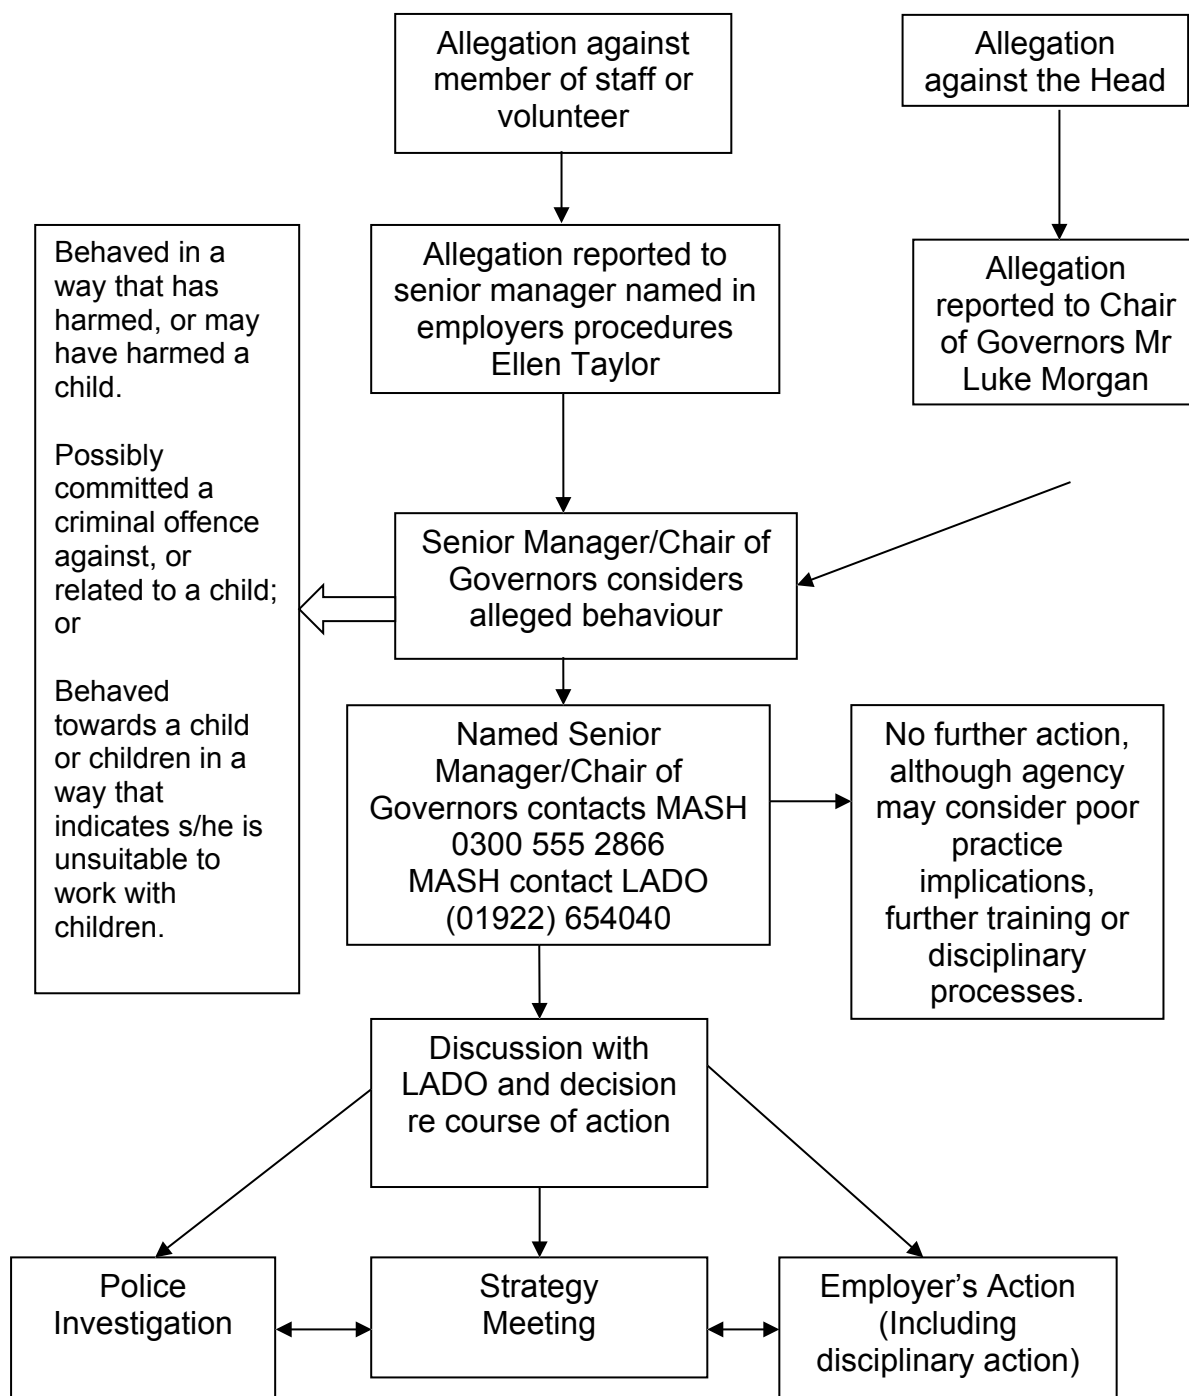 Allegation against
member of staff or
volunteer
Allegation
against the Head
Behaved in a
way that has
harmed, or may
have harmed a
child.
Possibly
committed a
criminal offence
against, or
related to a child;
or
Behaved
towards a child
or children in a
way that
indicates s/he is
unsuitable to
work with
children.
Allegation reported to
senior manager named in
employers procedures
Ellen Taylor
Allegation
reported to Chair
of Governors Mr
Luke Morgan
Senior Manager/Chair of
Governors considers
alleged behaviour
Named Senior
Manager/Chair of
Governors contacts MASH
0300 555 2866
MASH contact LADO
(01922) 654040
No further action,
although agency
may consider poor
practice
implications,
further training or
disciplinary
processes.
Discussion with
LADO and decision
re course of action
Police
Investigation
Strategy
Meeting
Employer’s Action
(Including
disciplinary action)